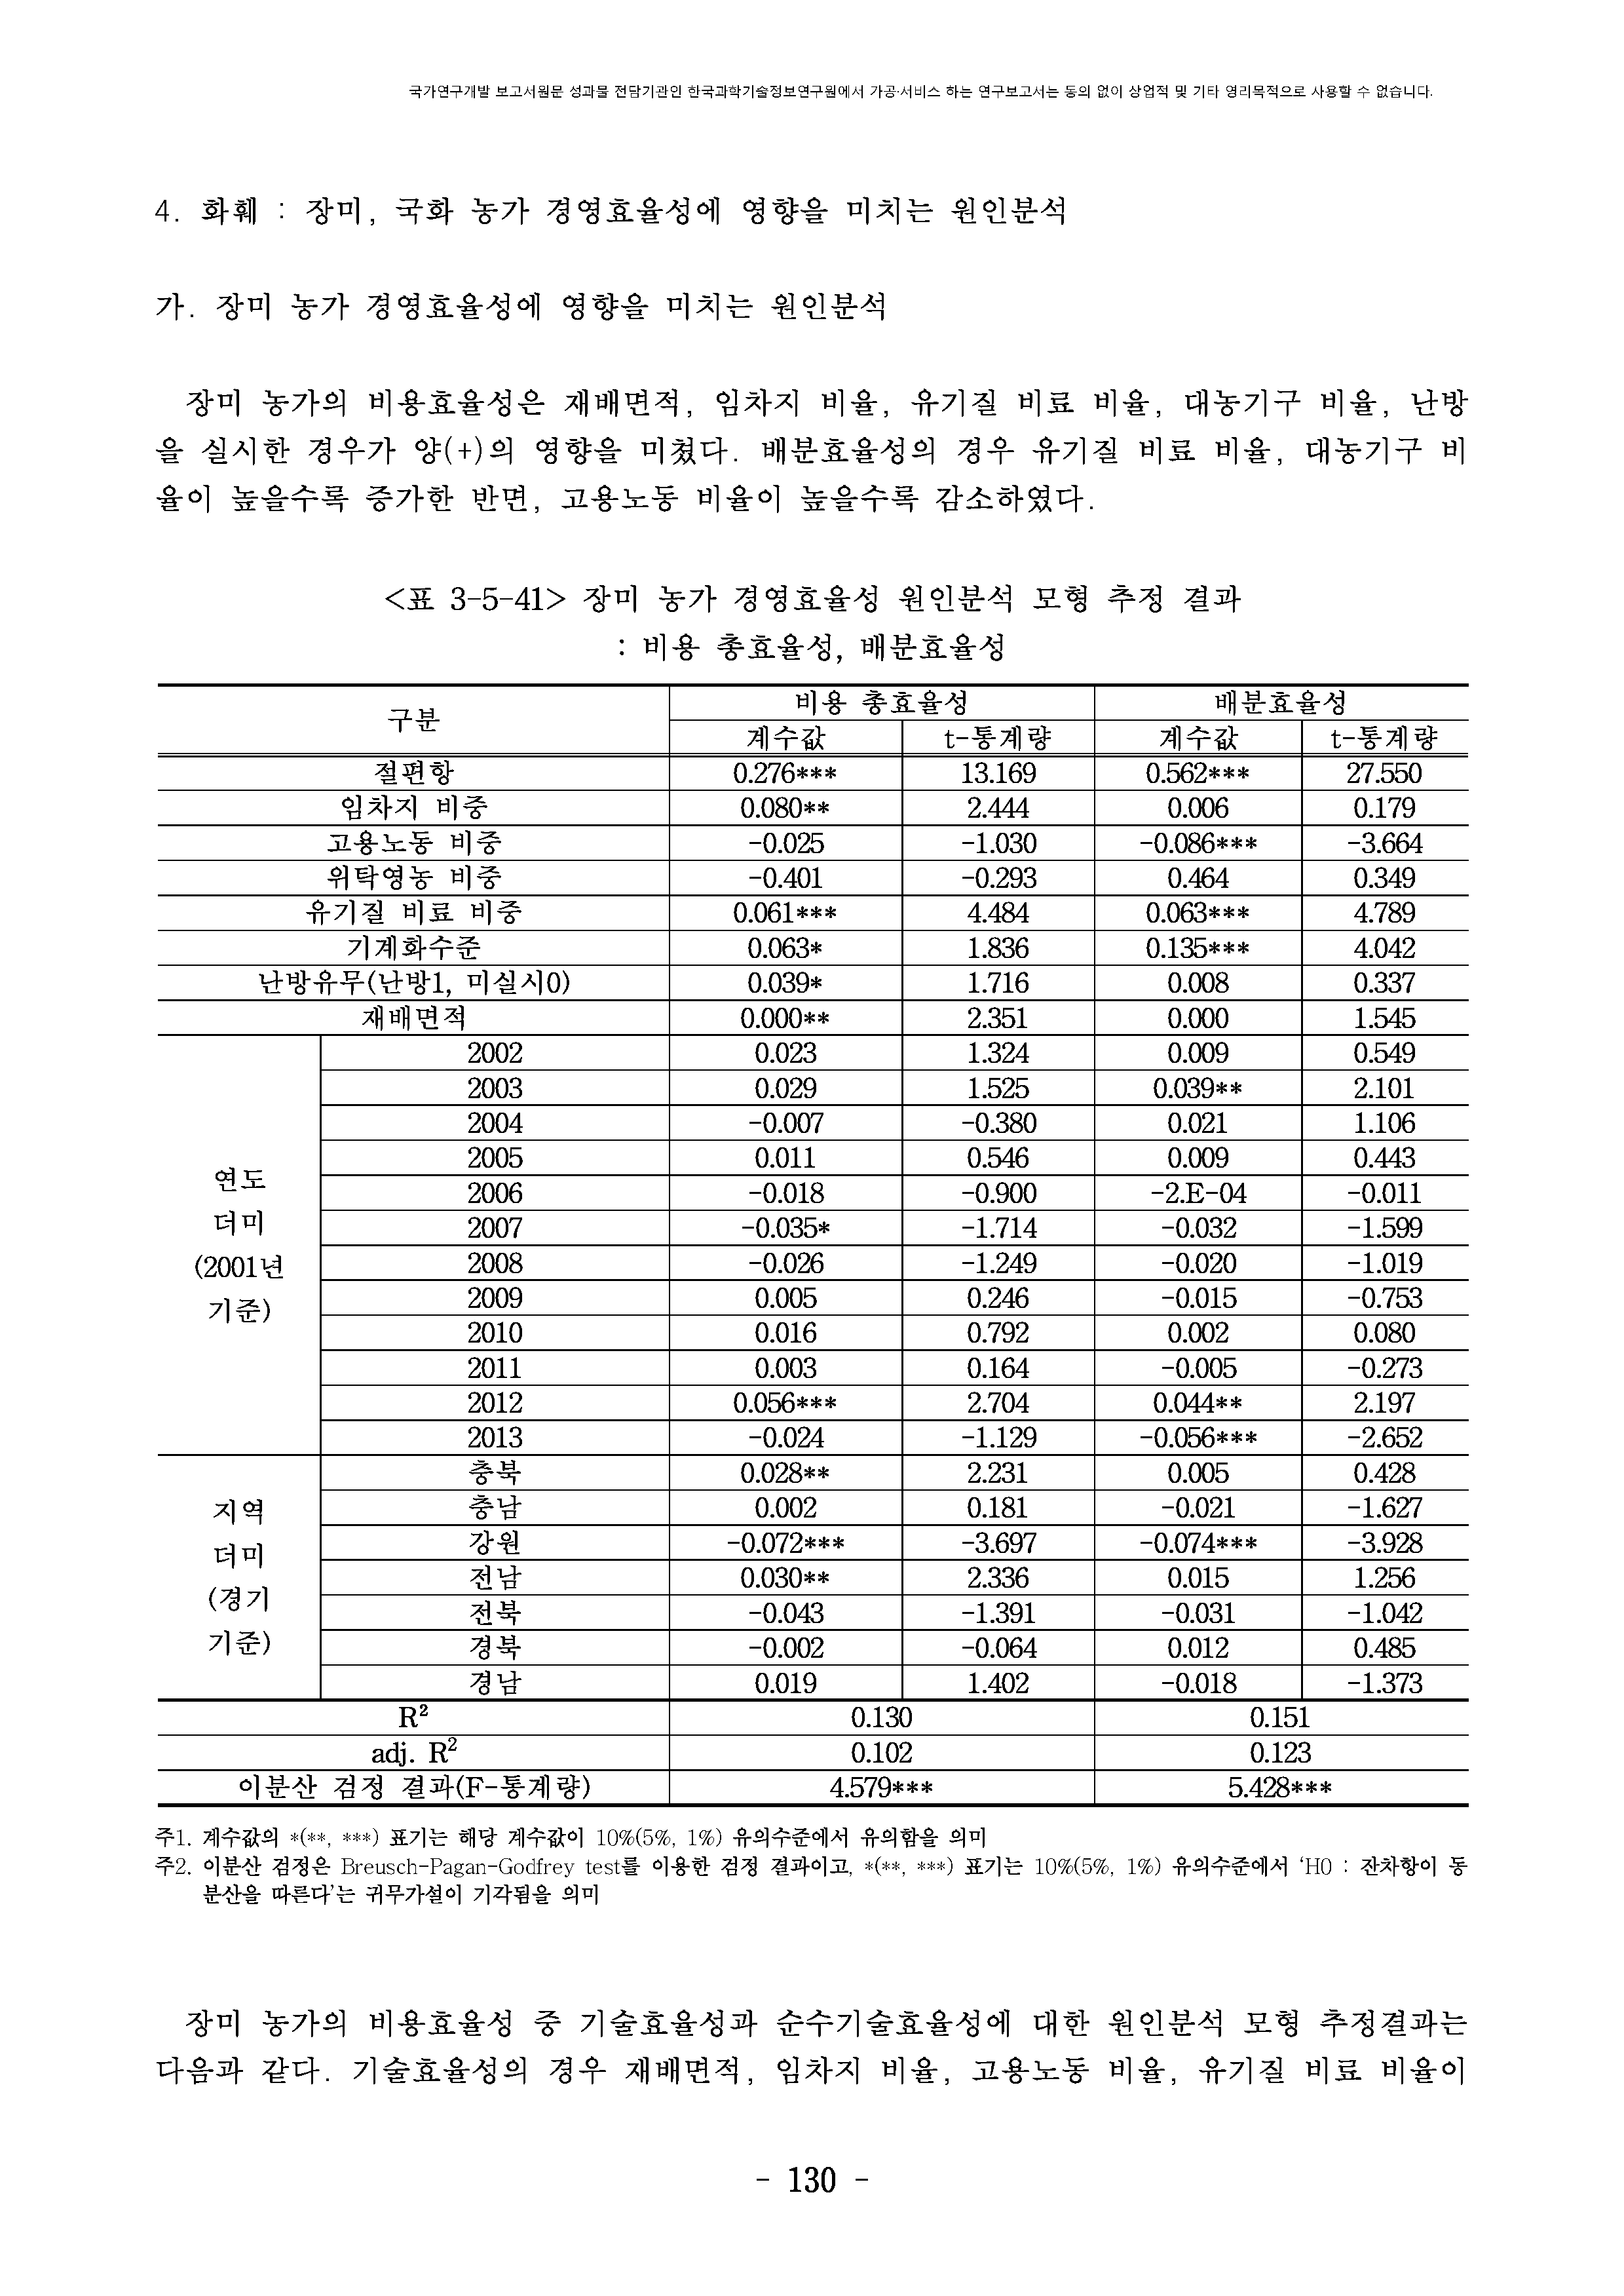 국가연구개발 보고서원문 성과물 전담기관인 한국과학기술정보연구원에서 가공·서비스 하는 연구보고서는 동의 없이 상업적 및 기타 영리목적으로 사용할 수 없습니다.
4. 화훼 : 장미, 국화 농가 경영효율성에 영향을 미치는 원인분석
가. 장미 농가 경영효율성에 영향을 미치는 원인분석
장미 농가의 비용효율성은 재배면적, 임차지 비율, 유기질 비료 비율, 대농기구 비율, 난방
을 실시한 경우가 양(+)의 영향을 미쳤다. 배분효율성의 경우 유기질 비료 비율, 대농기구 비
율이 높을수록 증가한 반면, 고용노동 비율이 높을수록 감소하였다.
<표 3-5-41> 장미 농가 경영효율성 원인분석 모형 추정 결과
: 비용 총효율성, 배분효율성
구분 비용 총효율성 배분효율성
계수값 t-통계량 계수값 t-통계량
절편항 0.276*** 13.169 0.562*** 27.550
임차지 비중 0.080** 2.444 0.006 0.179
고용노동 비중 -0.025 -1.030 -0.086*** -3.664
위탁영농 비중 -0.401 -0.293 0.464 0.349
유기질 비료 비중 0.061*** 4.484 0.063*** 4.789
기계화수준 0.063* 1.836 0.135*** 4.042
난방유무(난방1, 미실시0) 0.039* 1.716 0.008 0.337
재배면적 0.000** 2.351 0.000 1.545
연도
더미
(2001년
기준)
2002 0.023 1.324 0.009 0.549
2003 0.029 1.525 0.039** 2.101
2004 -0.007 -0.380 0.021 1.106
2005 0.011 0.546 0.009 0.443
2006 -0.018 -0.900 -2.E-04 -0.011
2007 -0.035* -1.714 -0.032 -1.599
2008 -0.026 -1.249 -0.020 -1.019
2009 0.005 0.246 -0.015 -0.753
2010 0.016 0.792 0.002 0.080
2011 0.003 0.164 -0.005 -0.273
2012 0.056*** 2.704 0.044** 2.197
2013 -0.024 -1.129 -0.056*** -2.652
지역
더미
(경기
기준)
충북 0.028** 2.231 0.005 0.428
충남 0.002 0.181 -0.021 -1.627
강원 -0.072*** -3.697 -0.074*** -3.928
전남 0.030** 2.336 0.015 1.256
전북 -0.043 -1.391 -0.031 -1.042
경북 -0.002 -0.064 0.012 0.485
경남 0.019 1.402 -0.018 -1.373
R² 0.130 0.151
adj. R² 0.102 0.123
이분산 검정 결과(F-통계량) 4.579*** 5.428***
주1. 계수값의 *(**, ***) 표기는 해당 계수값이 10%(5%, 1%) 유의수준에서 유의함을 의미
주2. 이분산 검정은 Breusch-Pagan-Godfrey test를 이용한 검정 결과이고, *(**, ***) 표기는 10%(5%, 1%) 유의수준에서 ‘H0 : 잔차항이 동
분산을 따른다’는 귀무가설이 기각됨을 의미
장미 농가의 비용효율성 중 기술효율성과 순수기술효율성에 대한 원인분석 모형 추정결과는
다음과 같다. 기술효율성의 경우 재배면적, 임차지 비율, 고용노동 비율, 유기질 비료 비율이
- 130 -